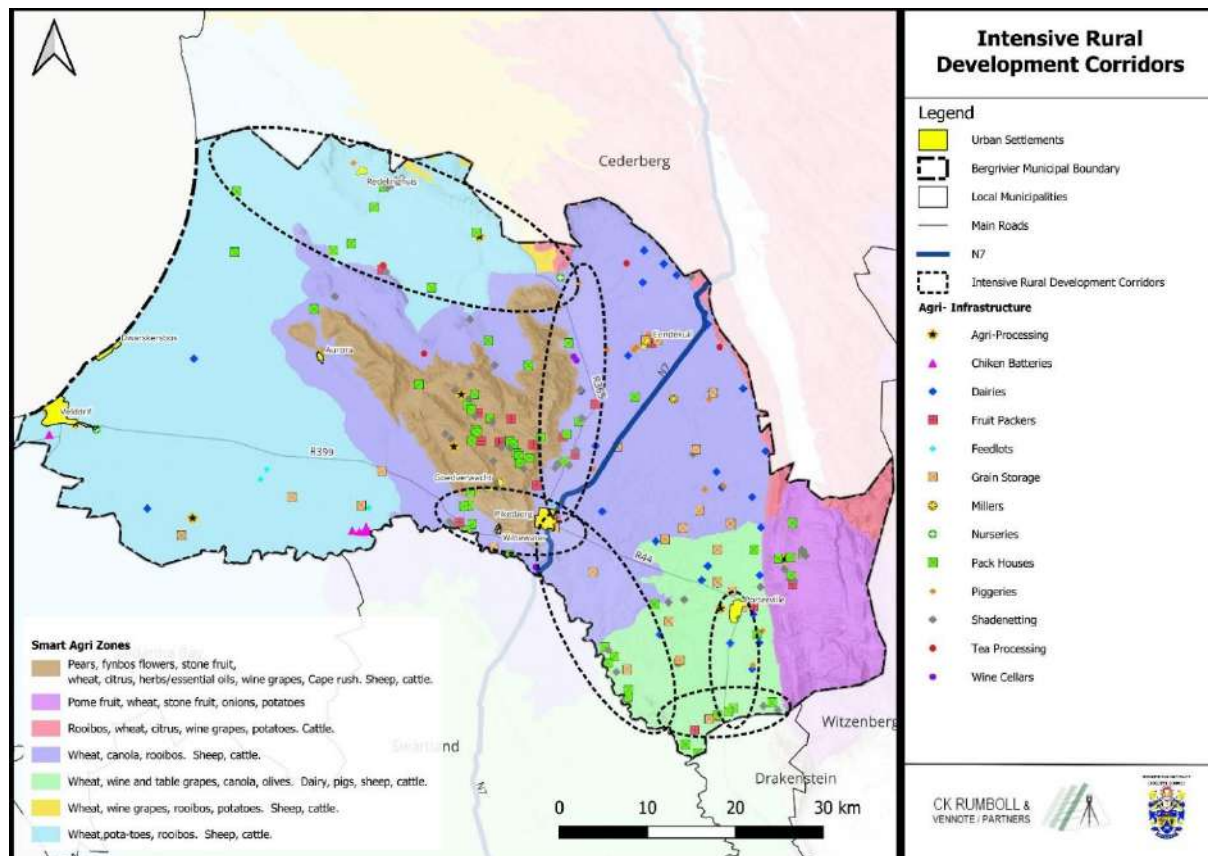 Intensive Rural
Development Corridors
Legend
Urban Settlements
Bergrivier Municipal Boundary
Local Municipalities
Main Roads
N7
Intensive Rural Development Corridors
Agri- Infrastructure
Agri-Processing
Chiken Batteries
Dairies
Fruit Packers
Feedlots
Grain Storage
Millers
Nurseries
Pack Houses
Piggeries
Shadenetting
Tea Processing
Wine Cellars
CK RUMBOLL &
VENNOTE / PARTNERS
Cederberg
Redelinghuis
Dwarskersbos
Aurora
Eendekuil
N7
R365
Velddrif
R399
Goedverwacht
Piketberg
Wittewater
R44
Porterville
Swartland
N7
Witzenberg
Drakenstein
Smart Agri Zones
Pears, fynbos flowers, stone fruit,
wheat, citrus, herbs/essential oils, wine grapes, Cape rush. Sheep, cattle.
Pome fruit, wheat, stone fruit, onions, potatoes
Rooibos, wheat, citrus, wine grapes, potatoes. Cattle.
Wheat, canola, rooibos. Sheep, cattle.
Wheat, wine and table grapes, canola, olives. Dairy, pigs, sheep, cattle.
Wheat, wine grapes, rooibos, potatoes. Sheep, cattle.
Wheat,pota-toes, rooibos. Sheep, cattle.
0 10 20 30 km